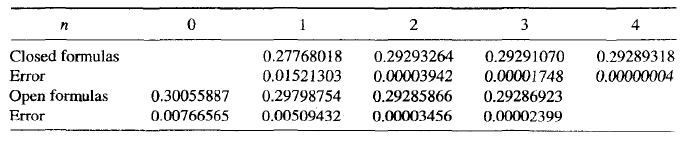 n 0 1 2 3 4
Closed formulas 0.27768018 0.29293264 0.29291070 0.29289318
Error 0.01521303 0.00003942 0.00001748 0.00000004
Open formulas 0.30055887 0.29798754 0.29285866 0.29286923
Error 0.00766565 0.00509432 0.00003456 0.00002399